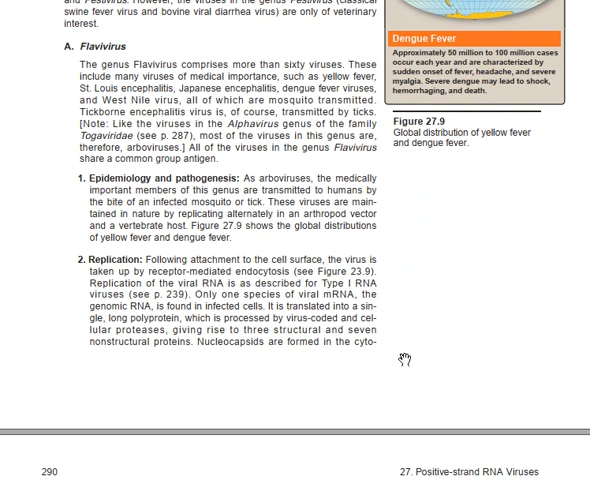 and Pestivirus. However, the viruses in the genus Pestivirus (classical
swine fever virus and bovine viral diarrhea virus) are only of veterinary
interest.
A. Flavivirus
The genus Flavivirus comprises more than sixty viruses. These
include many viruses of medical importance, such as yellow fever,
St. Louis encephalitis, Japanese encephalitis, dengue fever viruses,
and West Nile virus, all of which are mosquito transmitted.
Tickborne encephalitis virus is, of course, transmitted by ticks.
[Note: Like the viruses in the Alphavirus genus of the family
Togaviridae (see p. 287), most of the viruses in this genus are,
therefore, arboviruses.] All of the viruses in the genus Flavivirus
share a common group antigen.
1. Epidemiology and pathogenesis: As arboviruses, the medically
important members of this genus are transmitted to humans by
the bite of an infected mosquito or tick. These viruses are main-
tained in nature by replicating alternately in an arthropod vector
and a vertebrate host. Figure 27.9 shows the global distributions
of yellow fever and dengue fever.
2. Replication: Following attachment to the cell surface, the virus is
taken up by receptor-mediated endocytosis (see Figure 23.9).
Replication of the viral RNA is as described for Type I RNA
viruses (see p. 239). Only one species of viral mRNA, the
genomic RNA, is found in infected cells. It is translated into a sin-
gle, long polyprotein, which is processed by virus-coded and cel-
lular proteases, giving rise to three structural and seven
nonstructural proteins. Nucleocapsids are formed in the cyto-
Dengue Fever
Approximately 50 million to 100 million cases
occur each year and are characterized by
sudden onset of fever, headache, and severe
myalgia. Severe dengue may lead to shock,
hemorrhaging, and death.
Figure 27.9
Global distribution of yellow fever
and dengue fever.
290
27. Positive-strand RNA Viruses